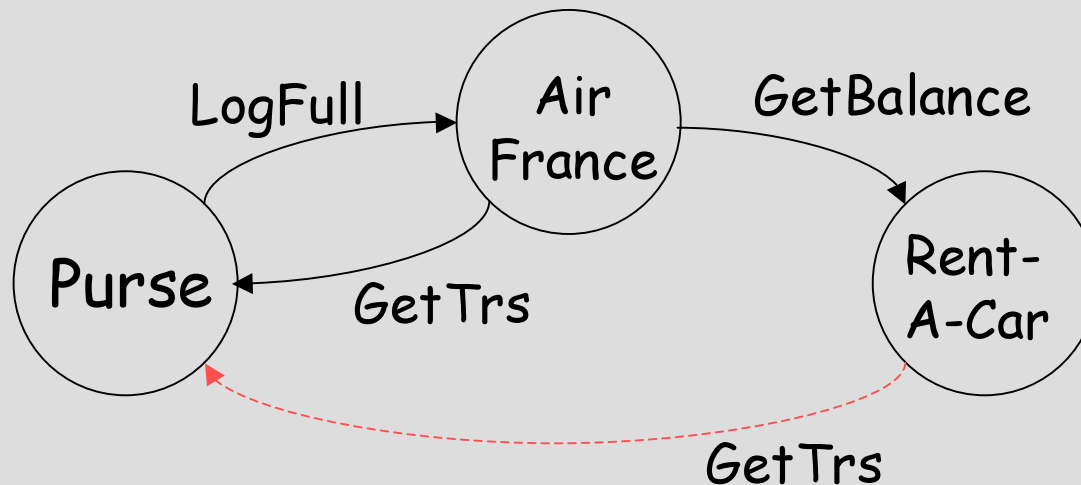 LogFull
Air
France
GetBalance
Purse
GetTrs
Rent-
A-Car
GetTrs